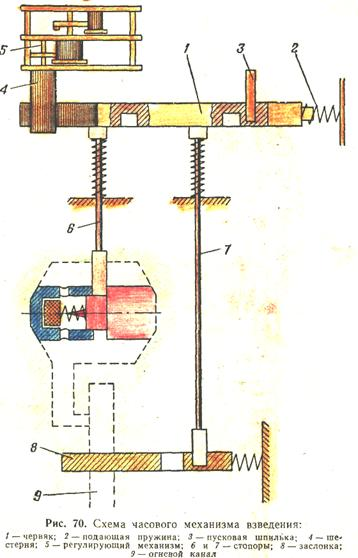 5
4
1
3
2
6
7
8
9
Рис. 70. Схема часового механизма взведения:
1 — червяк; 2 — подающая пружина; 3 — пусковая шпилька; 4 — ше-
стерня; 5 — регулирующий механизм; 6 и 7 — стопоры; 8 — заслонка;
9 — огневой канал